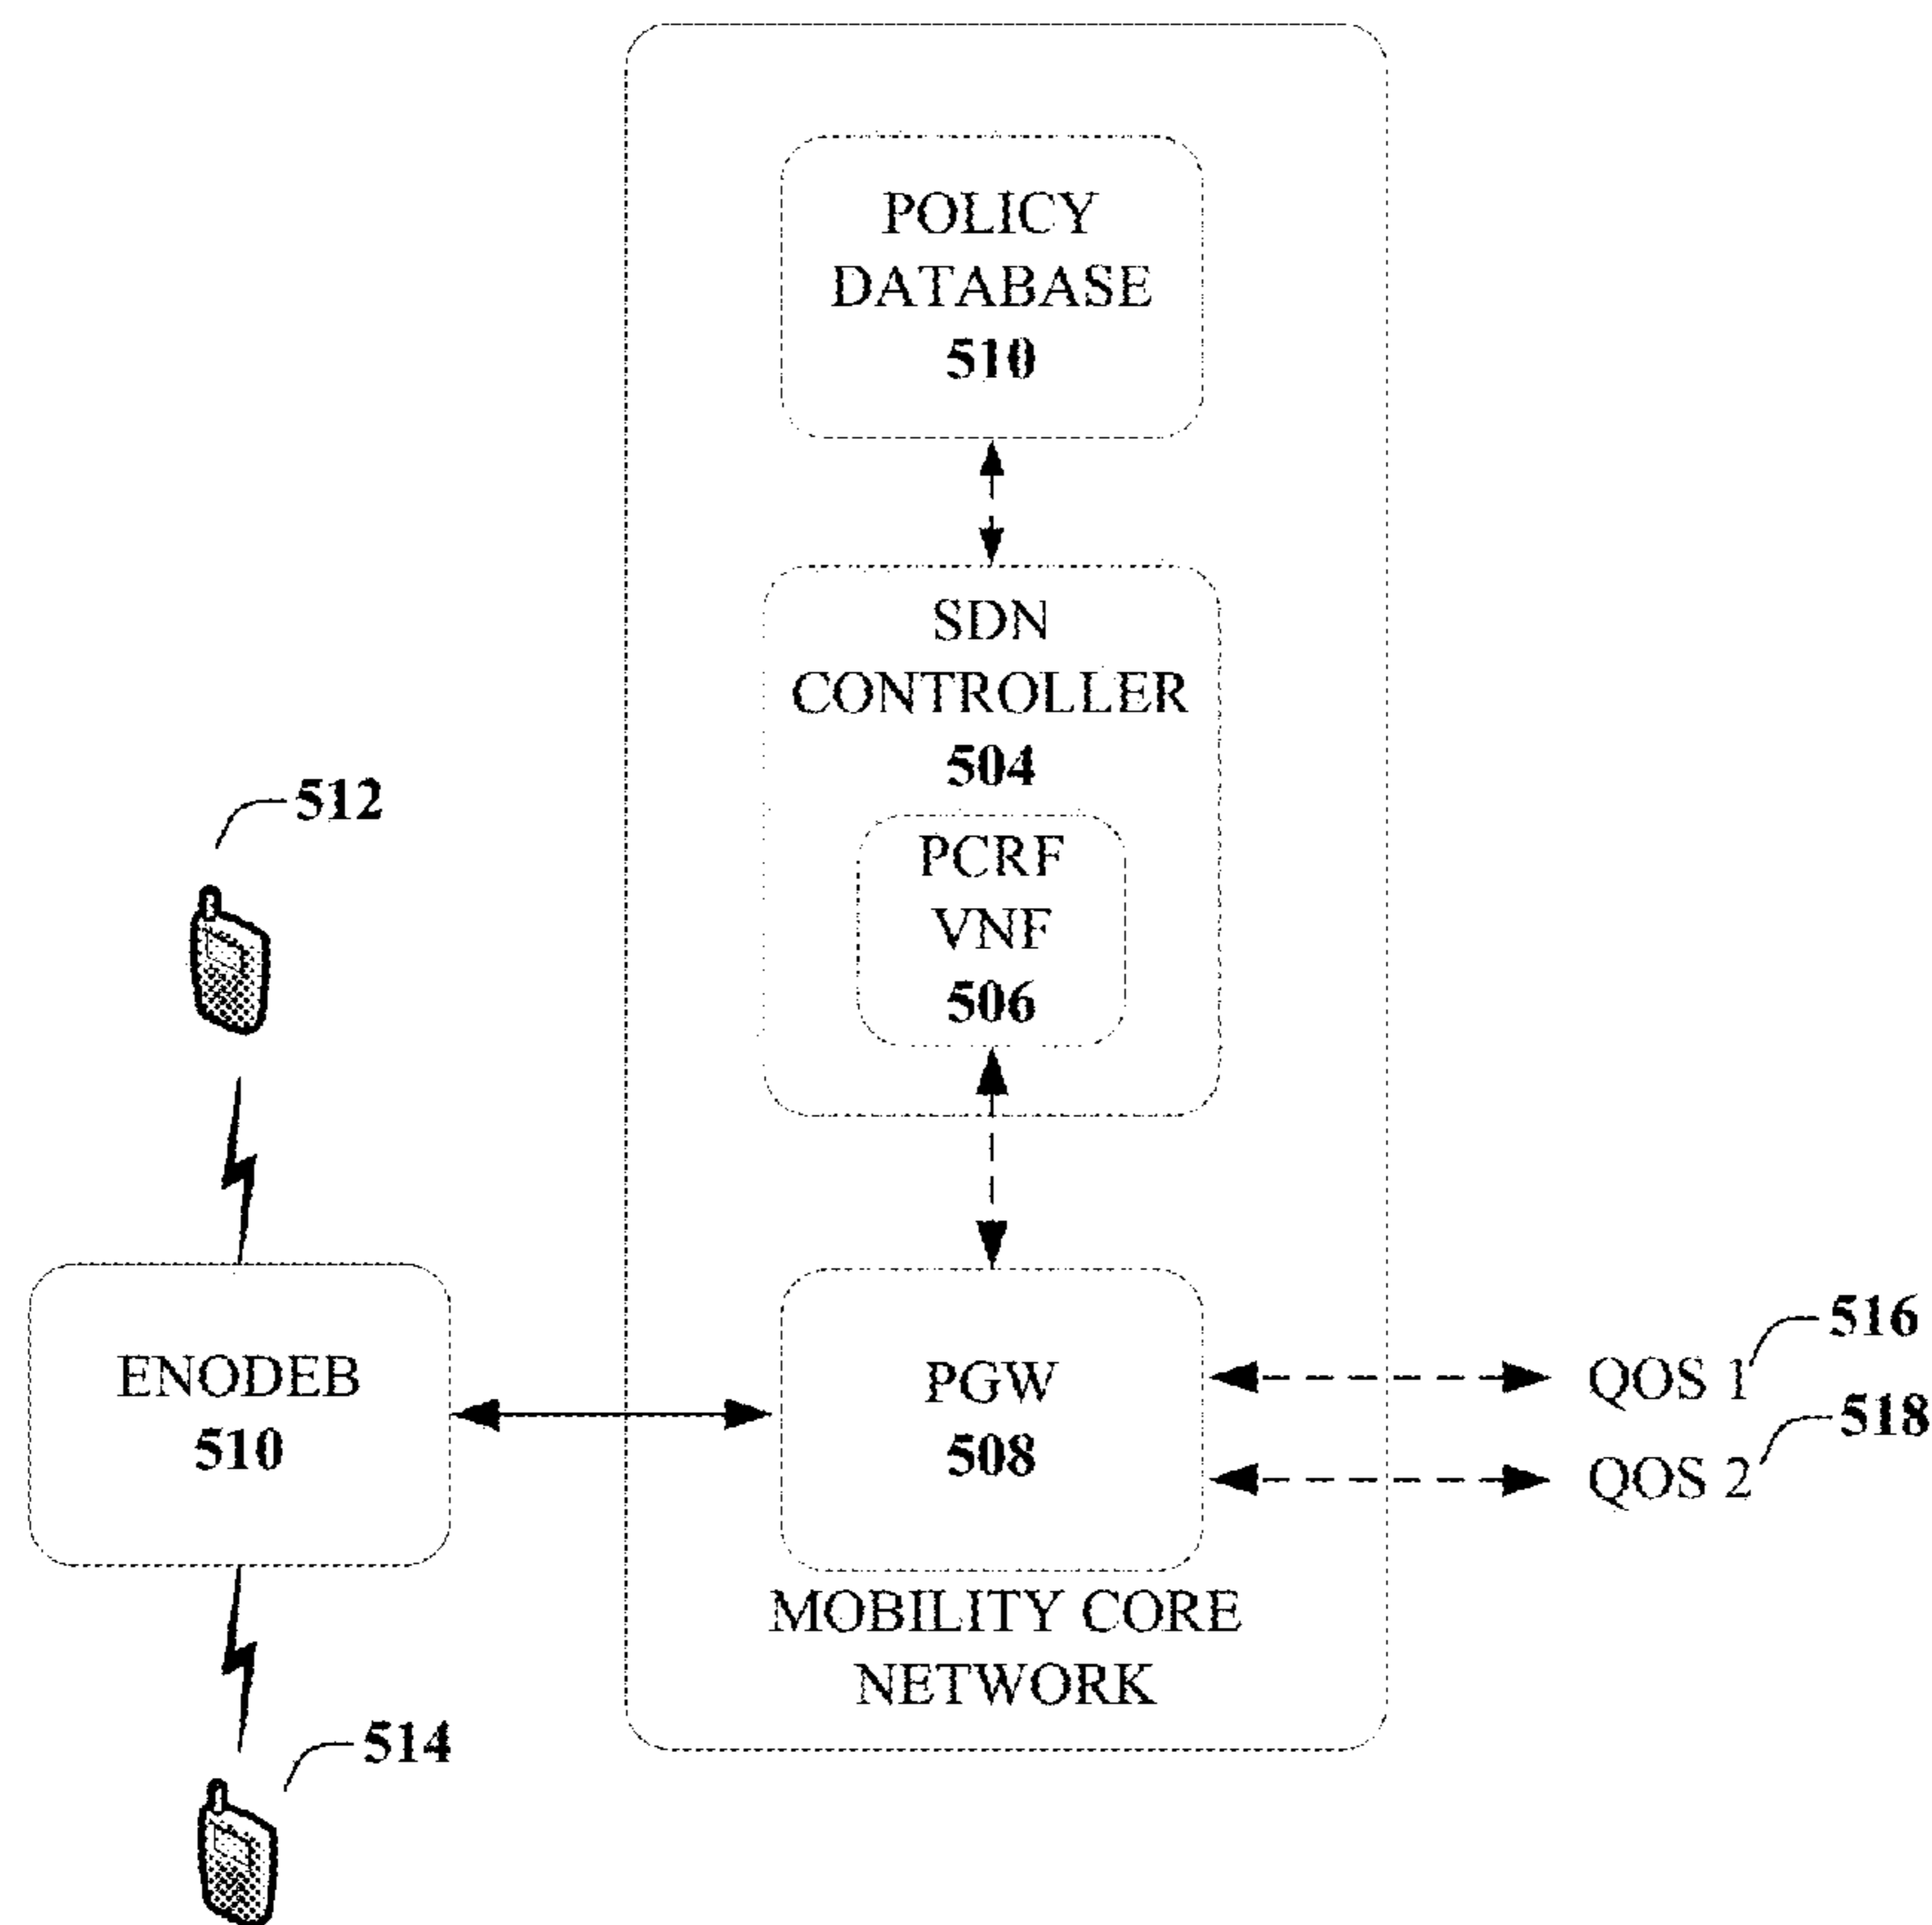 POLICY
DATABASE
510
SDN
CONTROLLER
504
PCRF
VNF
506
512
ENODEB
510
PGW
508
QOS 1
516
QOS 2
518
MOBILITY CORE
NETWORK
514